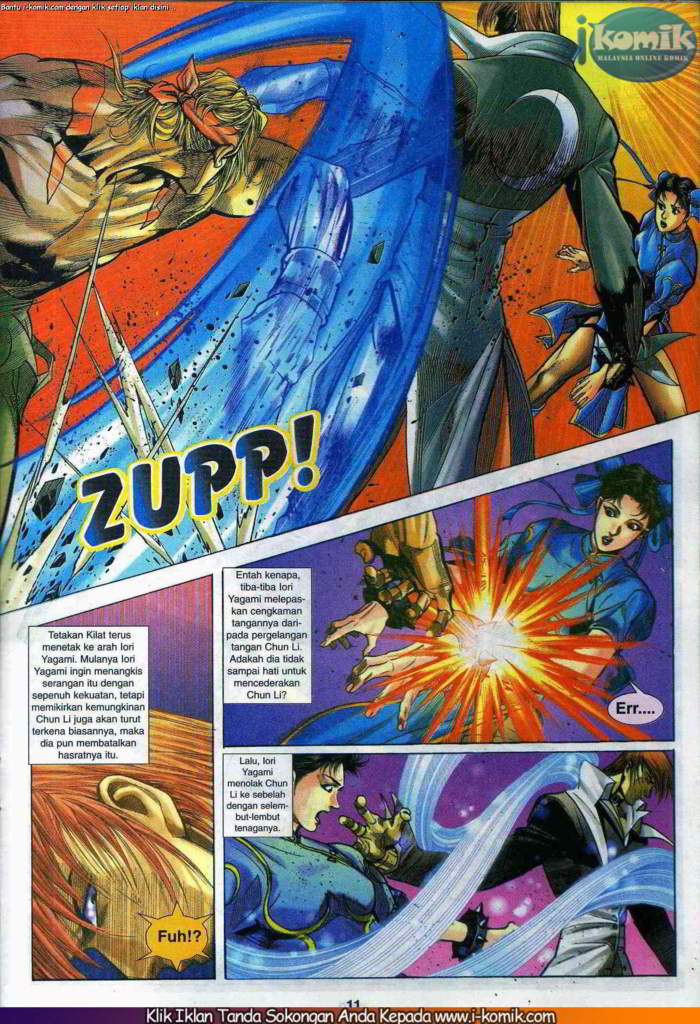 Bantu i-komik.com dengan klik setiap iklan disini ...
i komik
MALAYSIA ONLINE KOMIK
ZUPP!
Tetakan Kilat terus
menetak ke arah Iori
Yagami. Mulanya Iori
Yagami ingin menangkis
serangan itu dengan
sepenuh kekuatan, tetapi
memikirkan kemungkinan
Chun Li juga akan turut
terkena biasannya, maka
dia pun membatalkan
hasratnya itu.
Fuh!?
Entah kenapa,
tiba-tiba Iori
Yagami melepas-
kan cengkaman
tangannya dari-
pada pergelangan
tangan Chun Li.
Adakah dia tidak
sampai hati untuk
mencederakan
Chun Li?
Err....
Lalu, Iori
Yagami
menolak Chun
Li ke sebelah
dengan selem-
but-lembut
tenaganya.
11
Klik Iklan Tanda Sokongan Anda Kepada www.i-komik.com